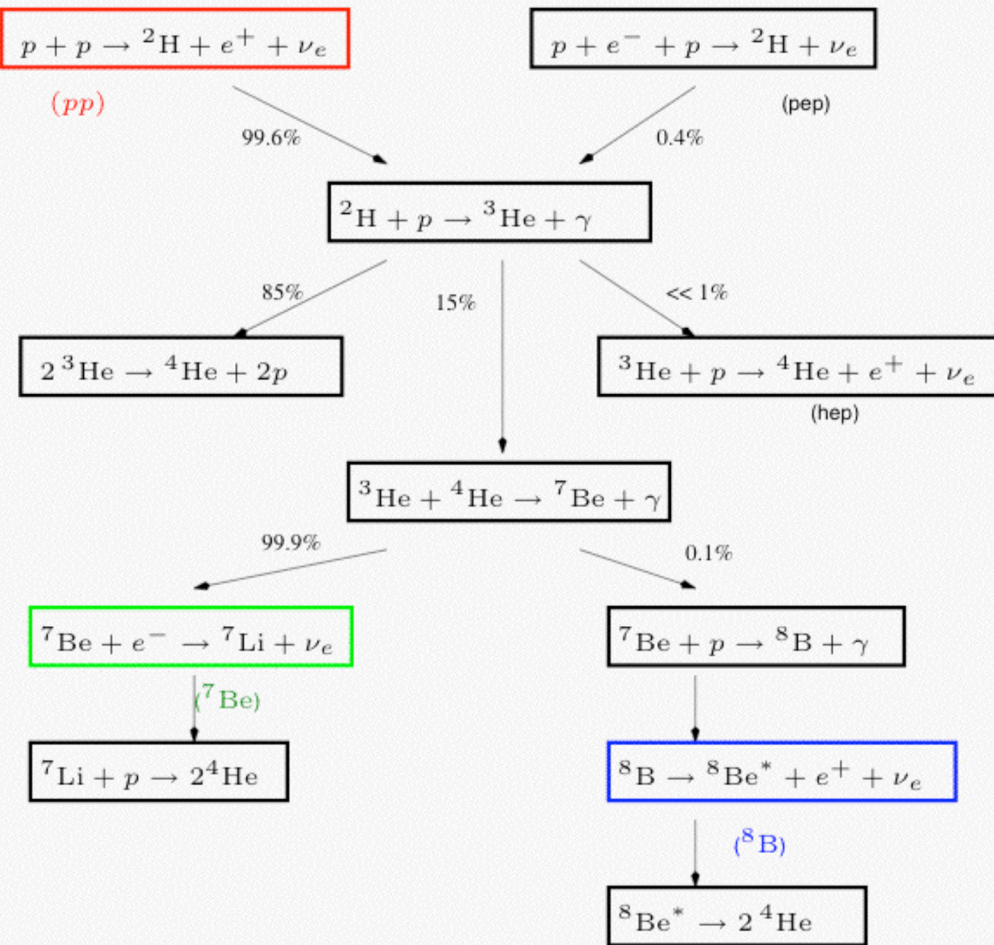 p + p → ²H + e⁺ + νₑ
p + e⁻ + p → ²H + νₑ
(pp)
(pep)
99.6%
0.4%
²H + p → ³He + γ
85%
15%
<< 1%
2 ³He → ⁴He + 2p
³He + p → ⁴He + e⁺ + νₑ
(hep)
³He + ⁴He → ⁷Be + γ
99.9%
0.1%
⁷Be + e⁻ → ⁷Li + νₑ
⁷Be + p → ⁸B + γ
(⁷Be)
⁷Li + p → 2⁴He
⁸B → ⁸Be* + e⁺ + νₑ
(⁸B)
⁸Be* → 2 ⁴He